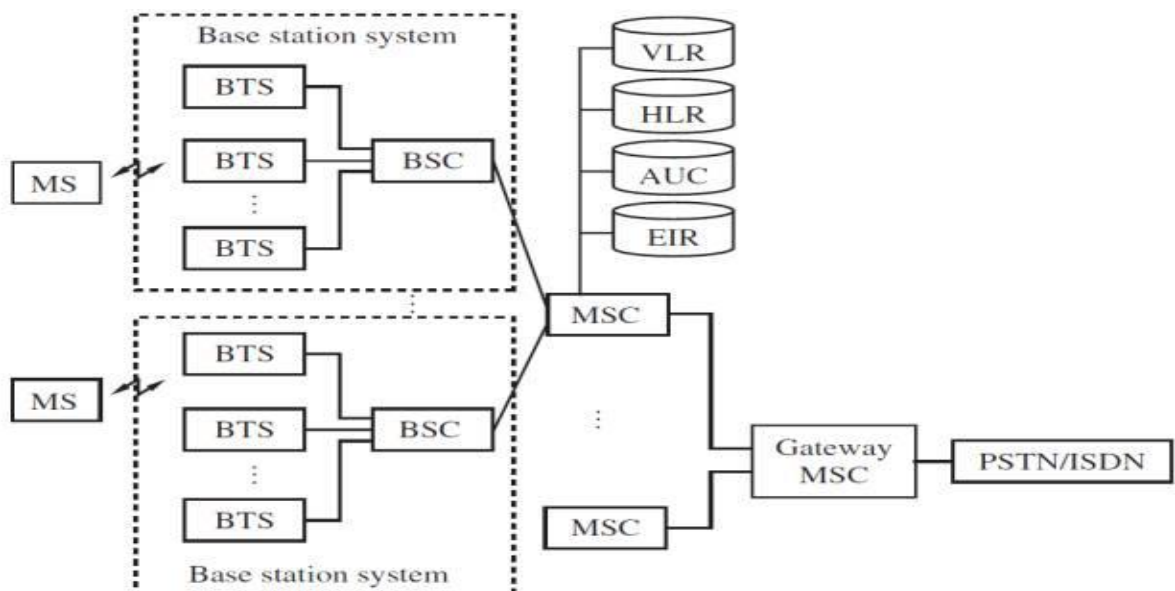 Base station system
BTS
BTS
BTS
BSC
MS
VLR
HLR
AUC
EIR
MSC
BTS
BTS
BTS
BSC
MS
Base station system
MSC
Gateway
MSC
PSTN/ISDN